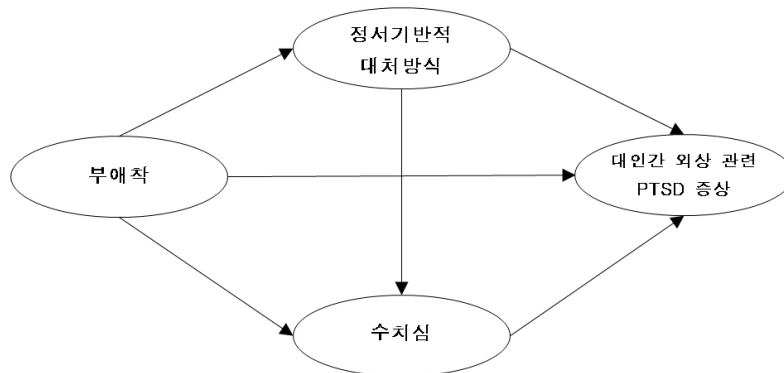 정서기반적
대처방식
부애착
대인간 외상 관련
PTSD 증상
수치심